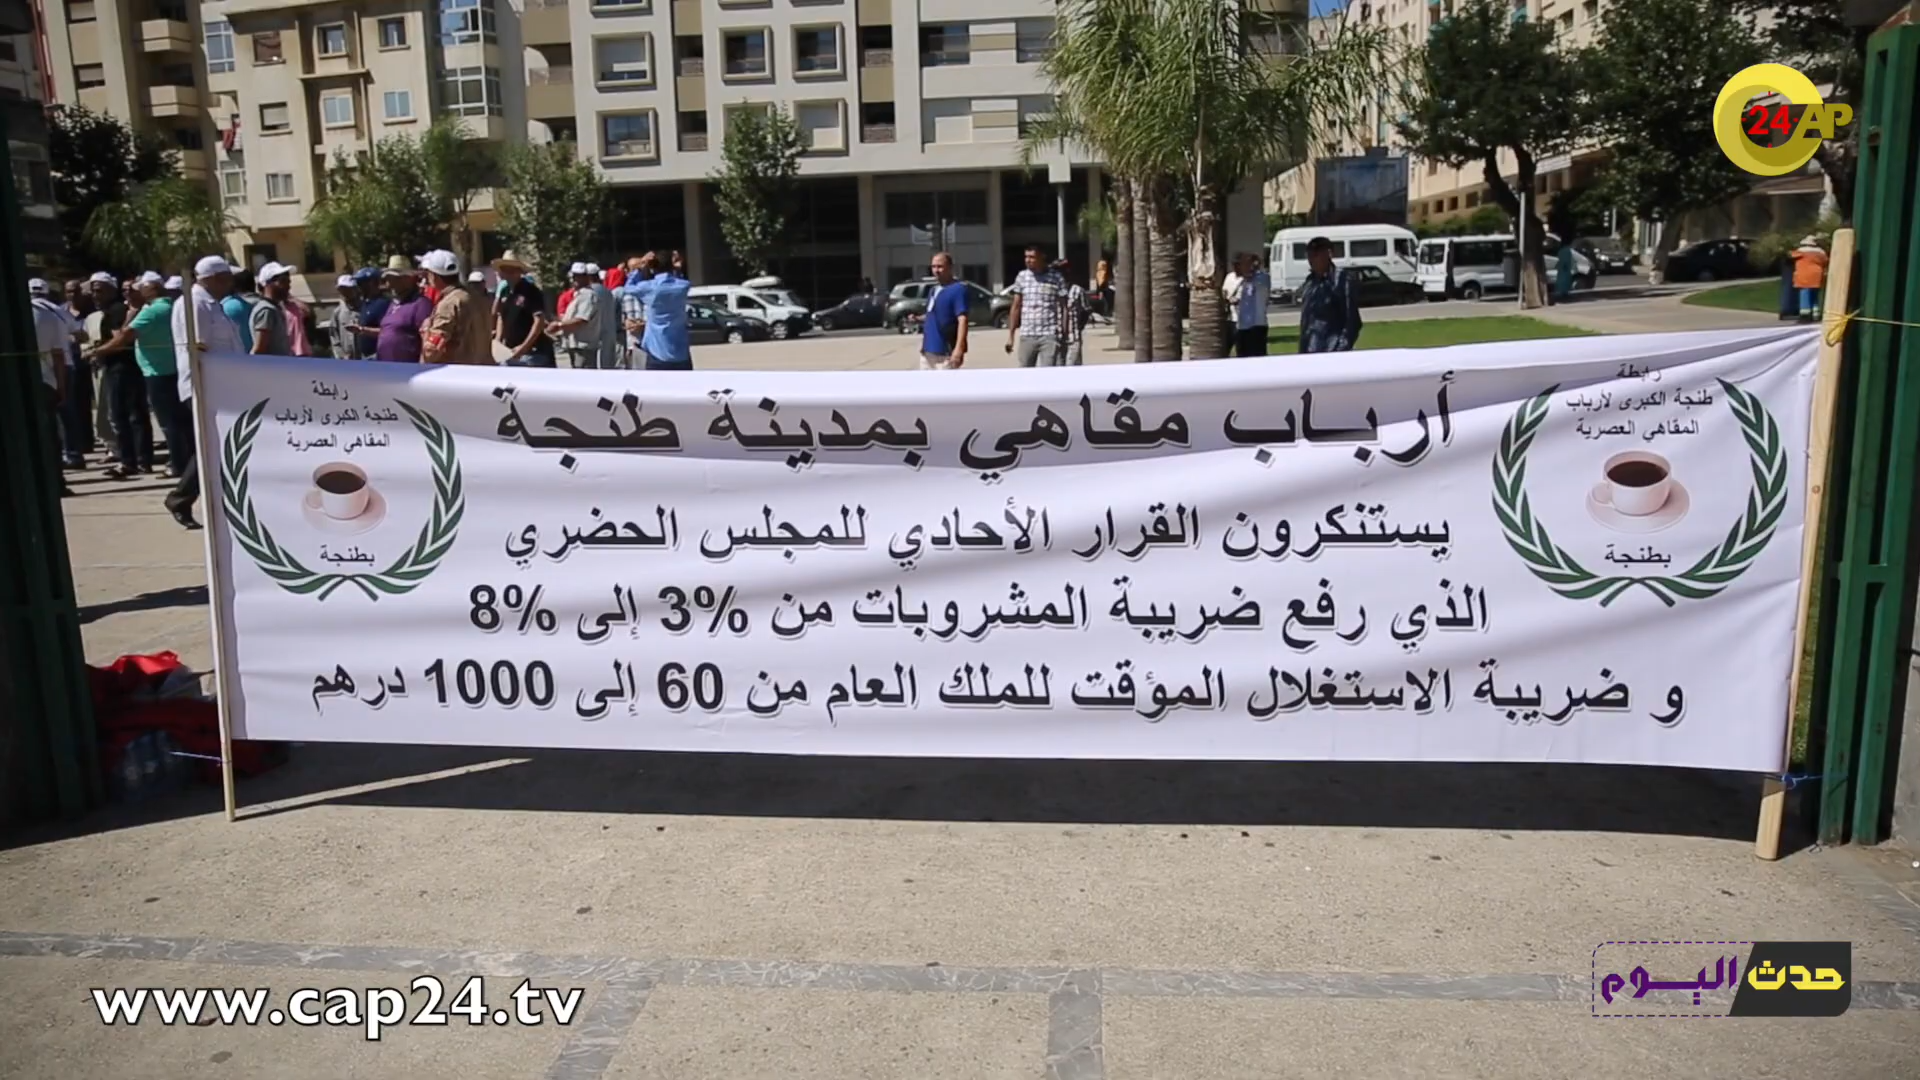 24 CAP
أرباب مقاهي بمدينة طنجة
يستنكرون القرار الأحادي للمجلس الحضري
الذي رفع ضريبة المشروبات من 3% إلى 8%
و ضريبة الاستغلال المؤقت للملك العام من 60 إلى 1000 درهم
رابطة
طنجة الكبرى لأرباب
المقاهي العصرية
بطنجة
رابطة
طنجة الكبرى لأرباب
المقاهي العصرية
بطنجة
حدث اليوم
www.cap24.tv